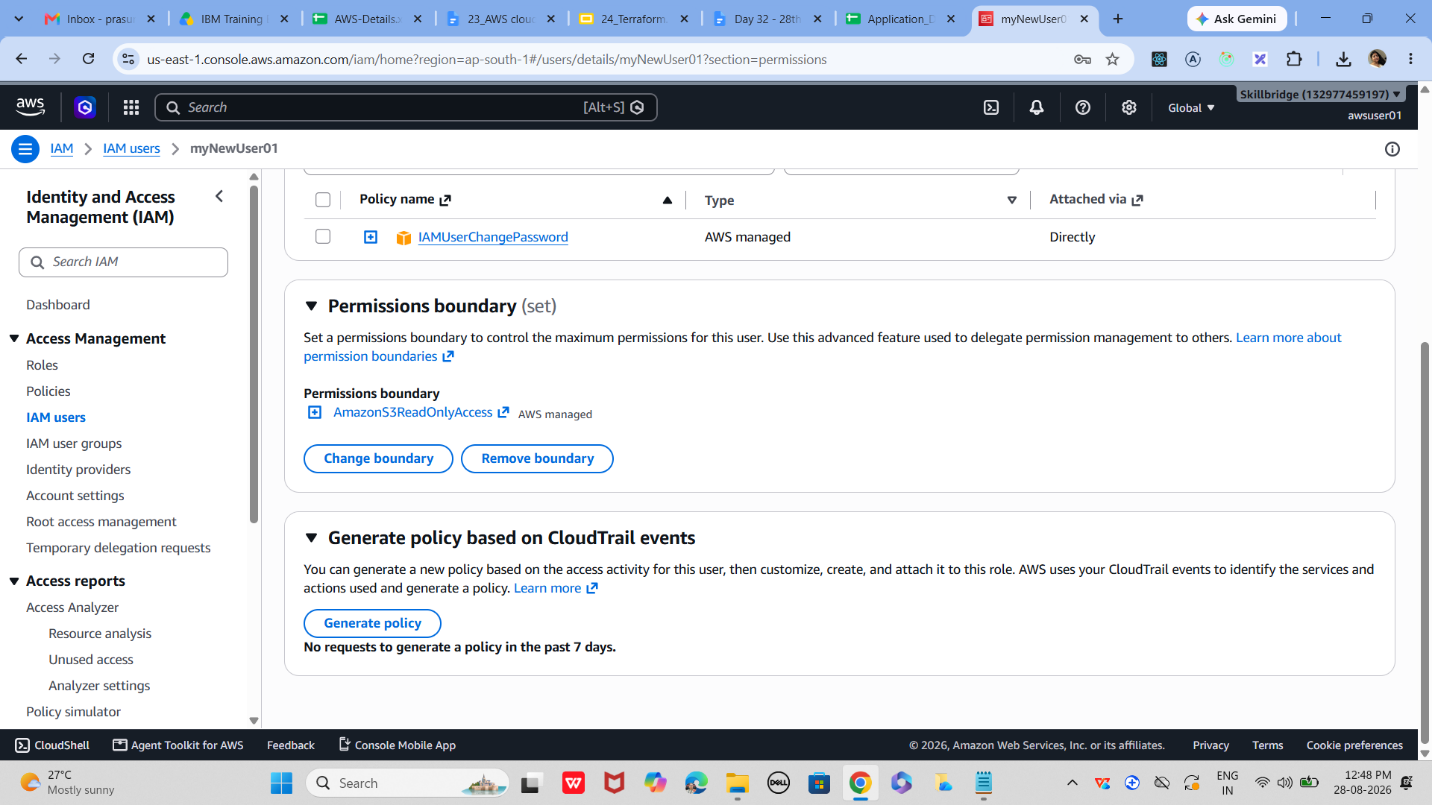 Inbox - prasu
IBM Training
AWS-Details.
23_AWS clou
24_Terraform
Day 32 - 28th
Application_D
myNewUser0
Ask Gemini
us-east-1.console.aws.amazon.com/iam/home?region=ap-south-1#/users/details/myNewUser01?section=permissions
aws
Search
[Alt+S]
Global
Skillbridge (132977459197)
awsuser01
IAM
IAM users
myNewUser01
Identity and Access
Management (IAM)
Search IAM
Dashboard
Access Management
Roles
Policies
IAM users
IAM user groups
Identity providers
Account settings
Root access management
Temporary delegation requests
Access reports
Access Analyzer
Resource analysis
Unused access
Analyzer settings
Policy simulator
Policy name
Type
Attached via
IAMUserChangePassword
AWS managed
Directly
Permissions boundary (set)
Set a permissions boundary to control the maximum permissions for this user. Use this advanced feature used to delegate permission management to others. Learn more about
permission boundaries
Permissions boundary
AmazonS3ReadOnlyAccess AWS managed
Change boundary
Remove boundary
Generate policy based on CloudTrail events
You can generate a new policy based on the access activity for this user, then customize, create, and attach it to this role. AWS uses your CloudTrail events to identify the services and
actions used and generate a policy. Learn more
Generate policy
No requests to generate a policy in the past 7 days.
CloudShell
Agent Toolkit for AWS
Feedback
Console Mobile App
© 2026, Amazon Web Services, Inc. or its affiliates.
Privacy
Terms
Cookie preferences
27°C
Mostly sunny
Search
DELL
ENG
IN
12:48 PM
28-08-2026